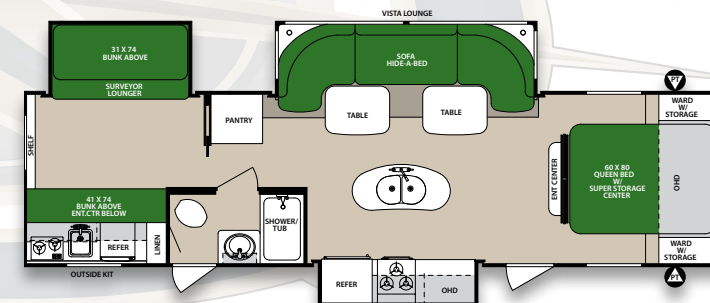 VISTA LOUNGE
31 X 74
BUNK ABOVE
SURVEYOR
LOUNGER
SOFA
HIDE-A-BED
TABLE
TABLE
PANTRY
SHELF
PT
WARD
W/
STORAGE
ENT CENTER
60 X 80
QUEEN BED
W/
SUPER STORAGE
CENTER
OHD
41 X 74
BUNK ABOVE
ENT.CTR BELOW
REFER
LINEN
SHOWER/
TUB
WARD
W/
STORAGE
PT
OUTSIDE KIT
REFER
OHD